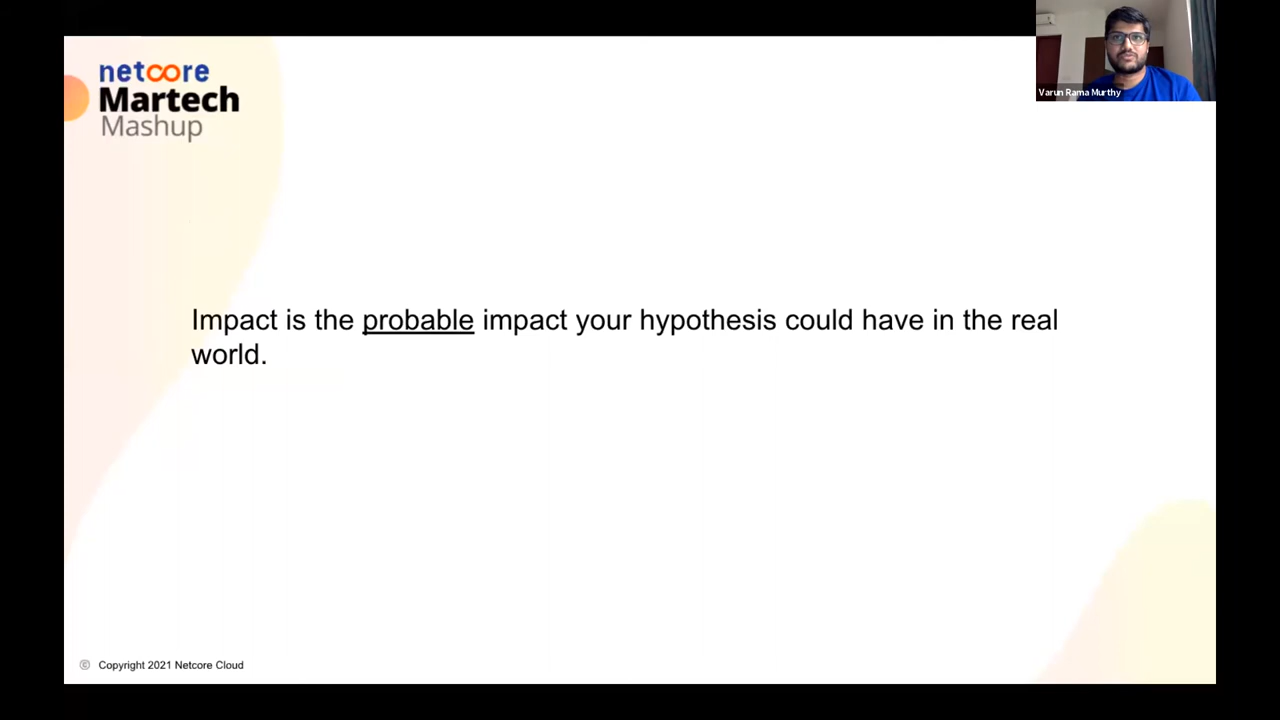 netcore
Martech
Mashup
Varun Rama Murthy
Impact is the probable impact your hypothesis could have in the real
world.
© Copyright 2021 Netcore Cloud